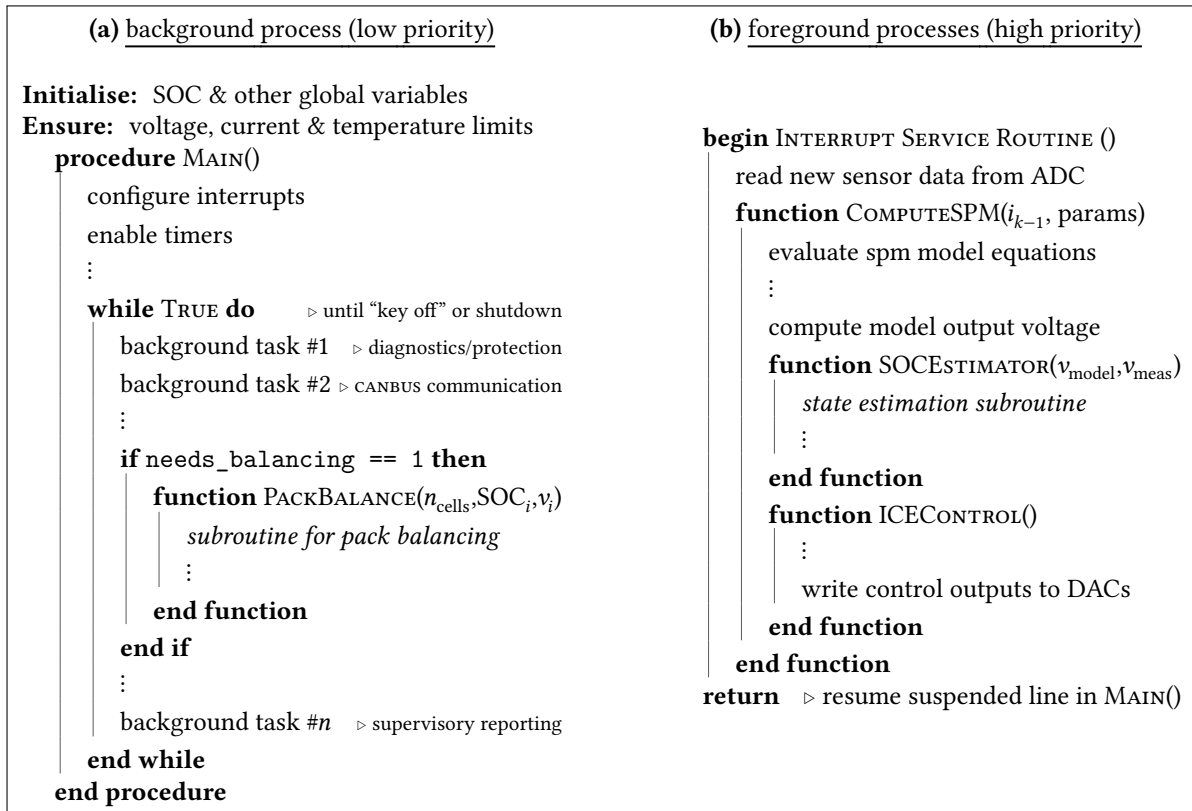 (a) background process (low priority)
Initialise: SOC & other global variables
Ensure: voltage, current & temperature limits
procedure MAIN()
configure interrupts
enable timers
⋮
while TRUE do ▹ until “key off” or shutdown
background task #1 ▹ diagnostics/protection
background task #2 ▹ CANBUS communication
⋮
if needs_balancing == 1 then
function PACKBALANCE(n_cells,SOC_i,v_i)
subroutine for pack balancing
⋮
end function
end if
⋮
background task #n ▹ supervisory reporting
end while
end procedure
(b) foreground processes (high priority)
begin INTERRUPT SERVICE ROUTINE ()
read new sensor data from ADC
function COMPUTESPM(i_{k−1}, params)
evaluate spm model equations
⋮
compute model output voltage
function SOCESTIMATOR(v_model,v_meas)
state estimation subroutine
⋮
end function
function ICECONTROL()
⋮
write control outputs to DACs
end function
end function
return ▹ resume suspended line in MAIN()